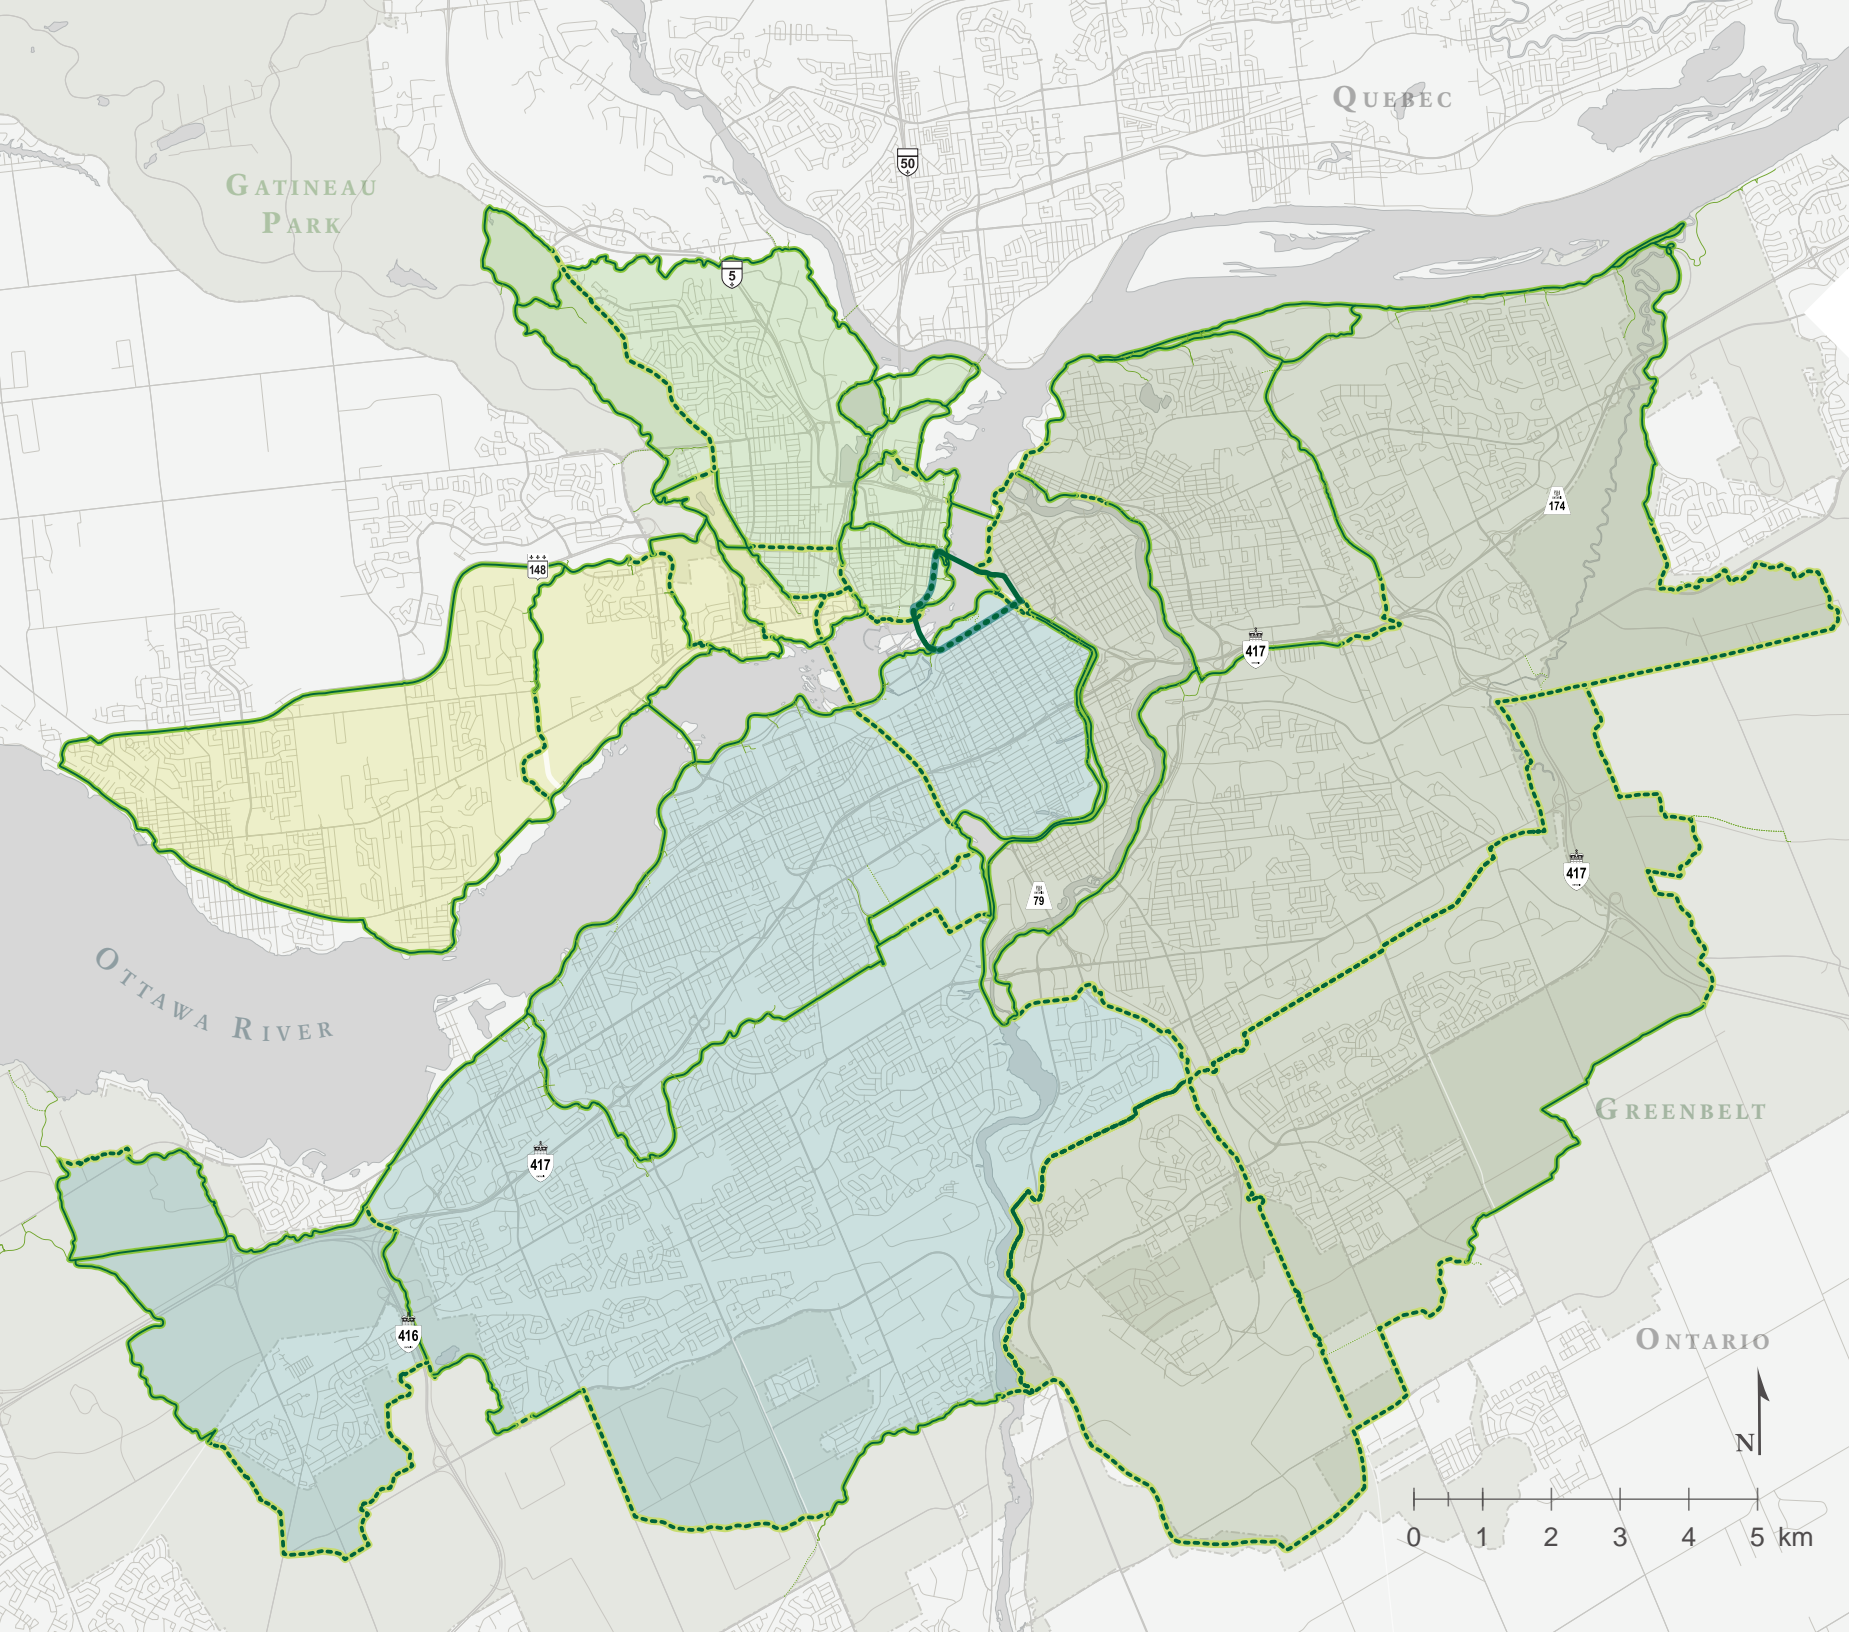 QUEBEC
50
GATINEAU
PARK
5
174
148
417
79
417
OTTAWA RIVER
GREENBELT
417
416
ONTARIO
N
0 1 2 3 4 5 km